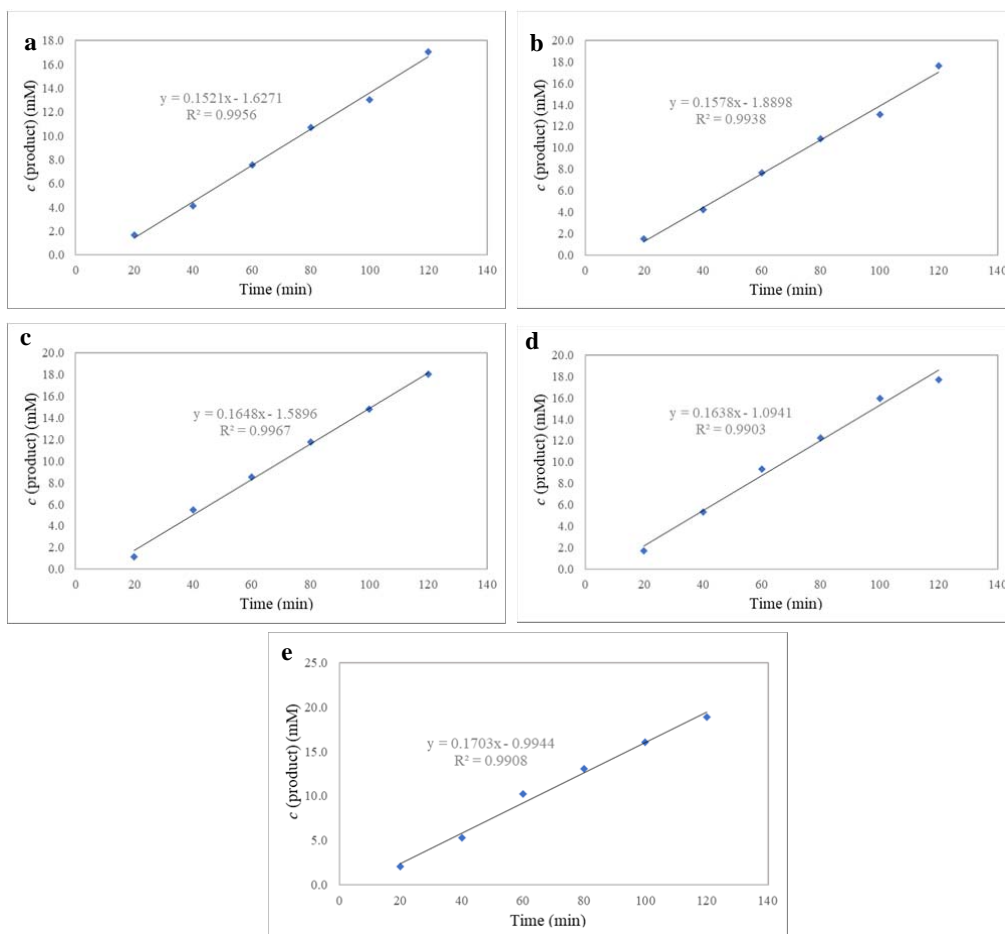 a
18.0
16.0
14.0
12.0
10.0
8.0
6.0
4.0
2.0
0.0
c (product) (mM)
y = 0.1521x - 1.6271
R² = 0.9956
0 20 40 60 80 100 120 140
Time (min)
b
20.0
18.0
16.0
14.0
12.0
10.0
8.0
6.0
4.0
2.0
0.0
c (product) (mM)
y = 0.1578x - 1.8898
R² = 0.9938
0 20 40 60 80 100 120 140
Time (min)
c
20.0
18.0
16.0
14.0
12.0
10.0
8.0
6.0
4.0
2.0
0.0
c (product) (mM)
y = 0.1648x - 1.5896
R² = 0.9967
0 20 40 60 80 100 120 140
Time (min)
d
20.0
18.0
16.0
14.0
12.0
10.0
8.0
6.0
4.0
2.0
0.0
c (product) (mM)
y = 0.1638x - 1.0941
R² = 0.9903
0 20 40 60 80 100 120 140
Time (min)
e
25.0
20.0
15.0
10.0
5.0
0.0
c (product) (mM)
y = 0.1703x - 0.9944
R² = 0.9908
0 20 40 60 80 100 120 140
Time (min)